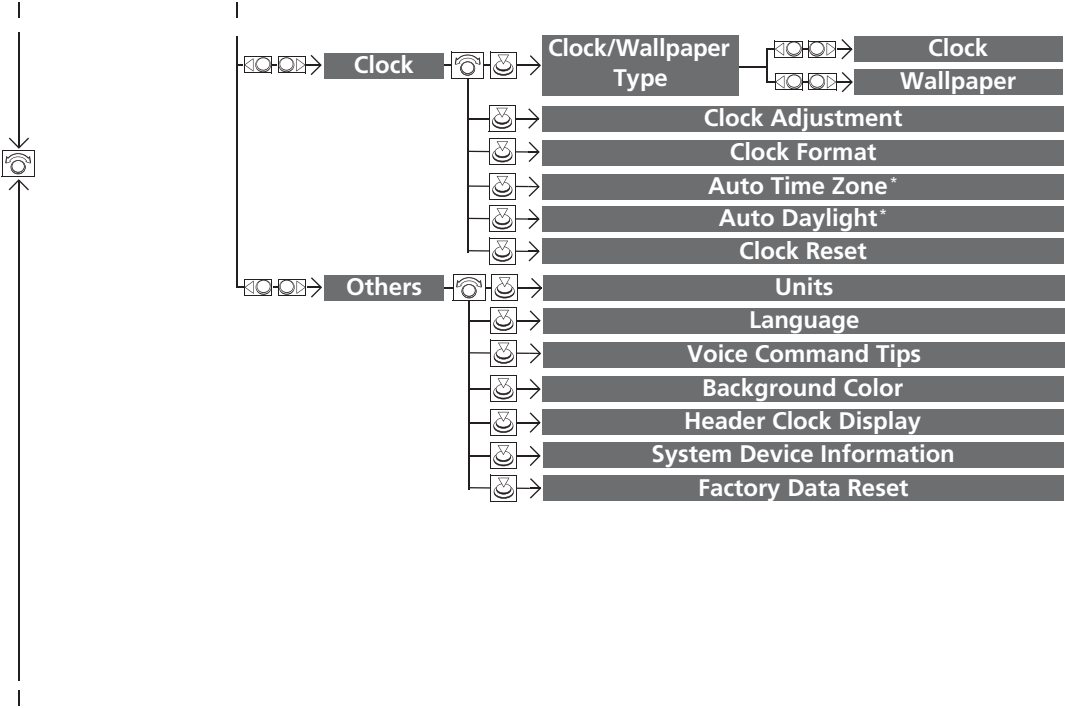 Clock
Clock/Wallpaper
Type
Clock
Wallpaper
Clock Adjustment
Clock Format
Auto Time Zone*
Auto Daylight*
Clock Reset
Others
Units
Language
Voice Command Tips
Background Color
Header Clock Display
System Device Information
Factory Data Reset